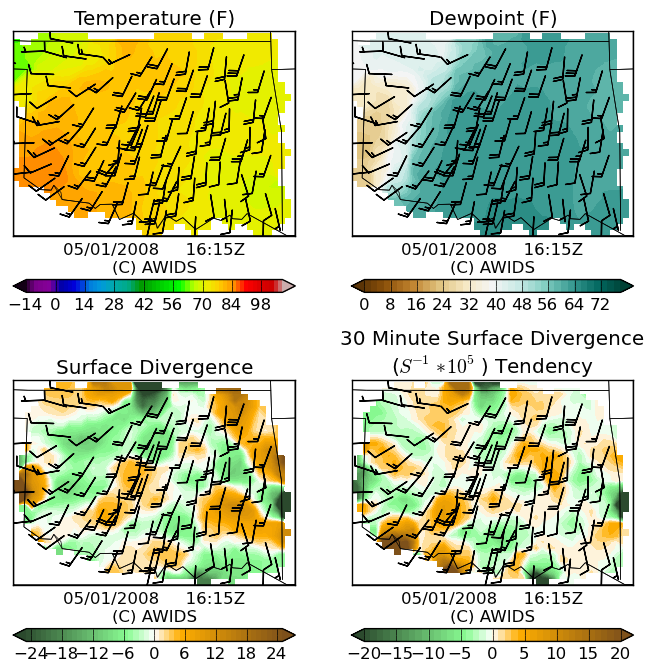 Temperature (F)
Dewpoint (F)
05/01/2008 16:15Z
(C) AWIDS
05/01/2008 16:15Z
(C) AWIDS
−14 0 14 28 42 56 70 84 98
0 8 16 24 32 40 48 56 64 72
Surface Divergence
30 Minute Surface Divergence
(S⁻¹ *10⁵ ) Tendency
05/01/2008 16:15Z
(C) AWIDS
05/01/2008 16:15Z
(C) AWIDS
−24 −18 −12 −6 0 6 12 18 24
−20 −15 −10 −5 0 5 10 15 20